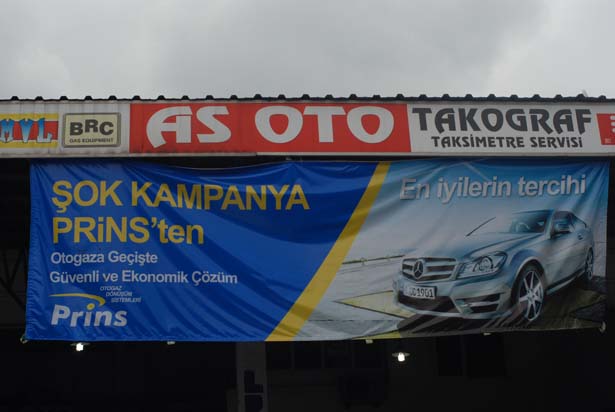 MVL
BRC
GAS EQUIPMENT
AS OTO
TAKOGRAF
TAKSİMETRE SERVİSİ
ŞOK KAMPANYA
PRiNS'ten
Otogaza Geçişte
Güvenli ve Ekonomik Çözüm
OTOGAZ
DÖNÜŞÜM
SİSTEMLERİ
Prins
En iyilerin tercihi